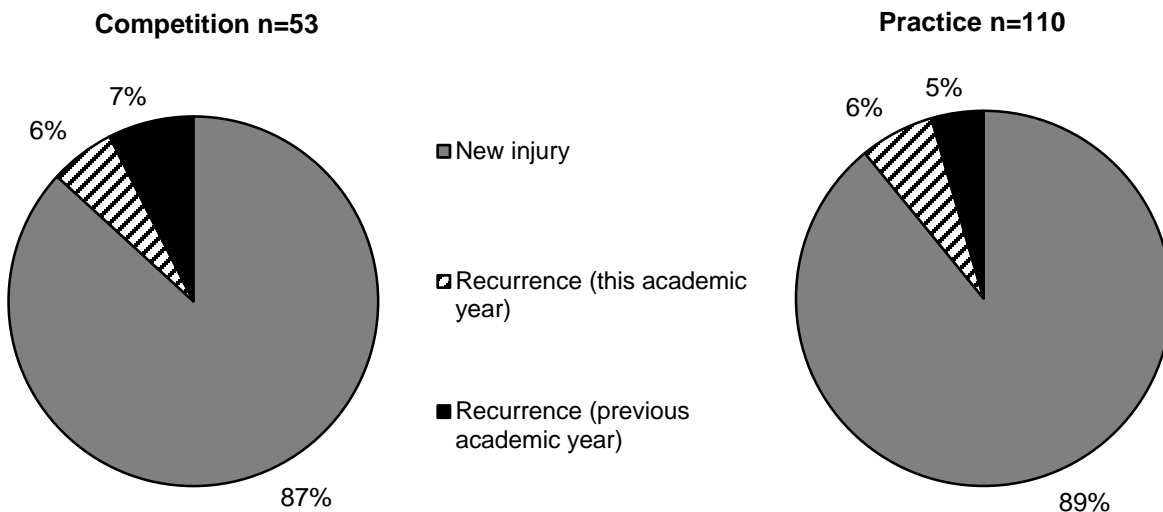 Competition n=53
Practice n=110
7%
6%
87%
New injury
Recurrence (this academic
year)
Recurrence (previous
academic year)
5%
6%
89%